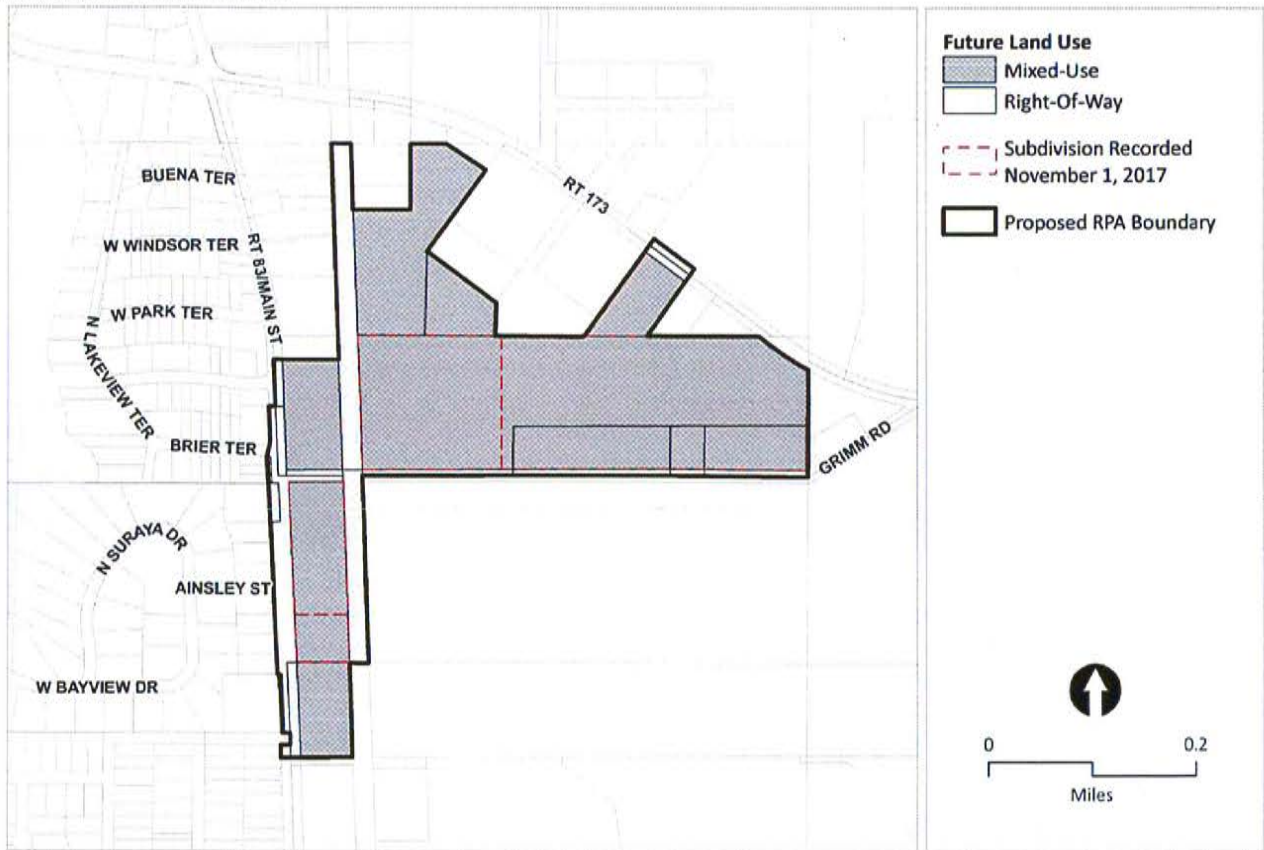 BUENA TER
RT 173
W WINDSOR TER
RT 83/MAIN ST
W PARK TER
N LAKEVIEW TER
BRIER TER
GRIMM RD
N SURAYA DR
AINSLEY ST
W BAYVIEW DR
Future Land Use
Mixed-Use
Right-Of-Way
Subdivision Recorded
November 1, 2017
Proposed RPA Boundary
0 0.2
Miles